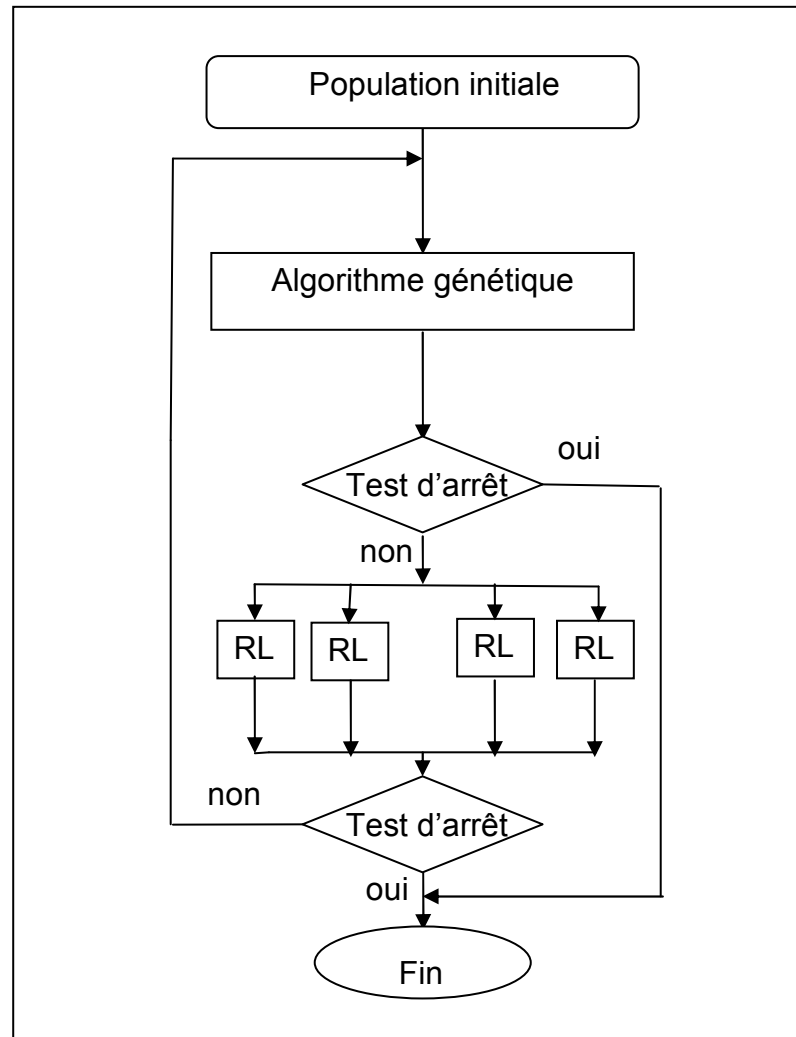 Population initiale
Algorithme génétique
Test d’arrêt
oui
non
RL
RL
RL
RL
non
Test d’arrêt
oui
Fin